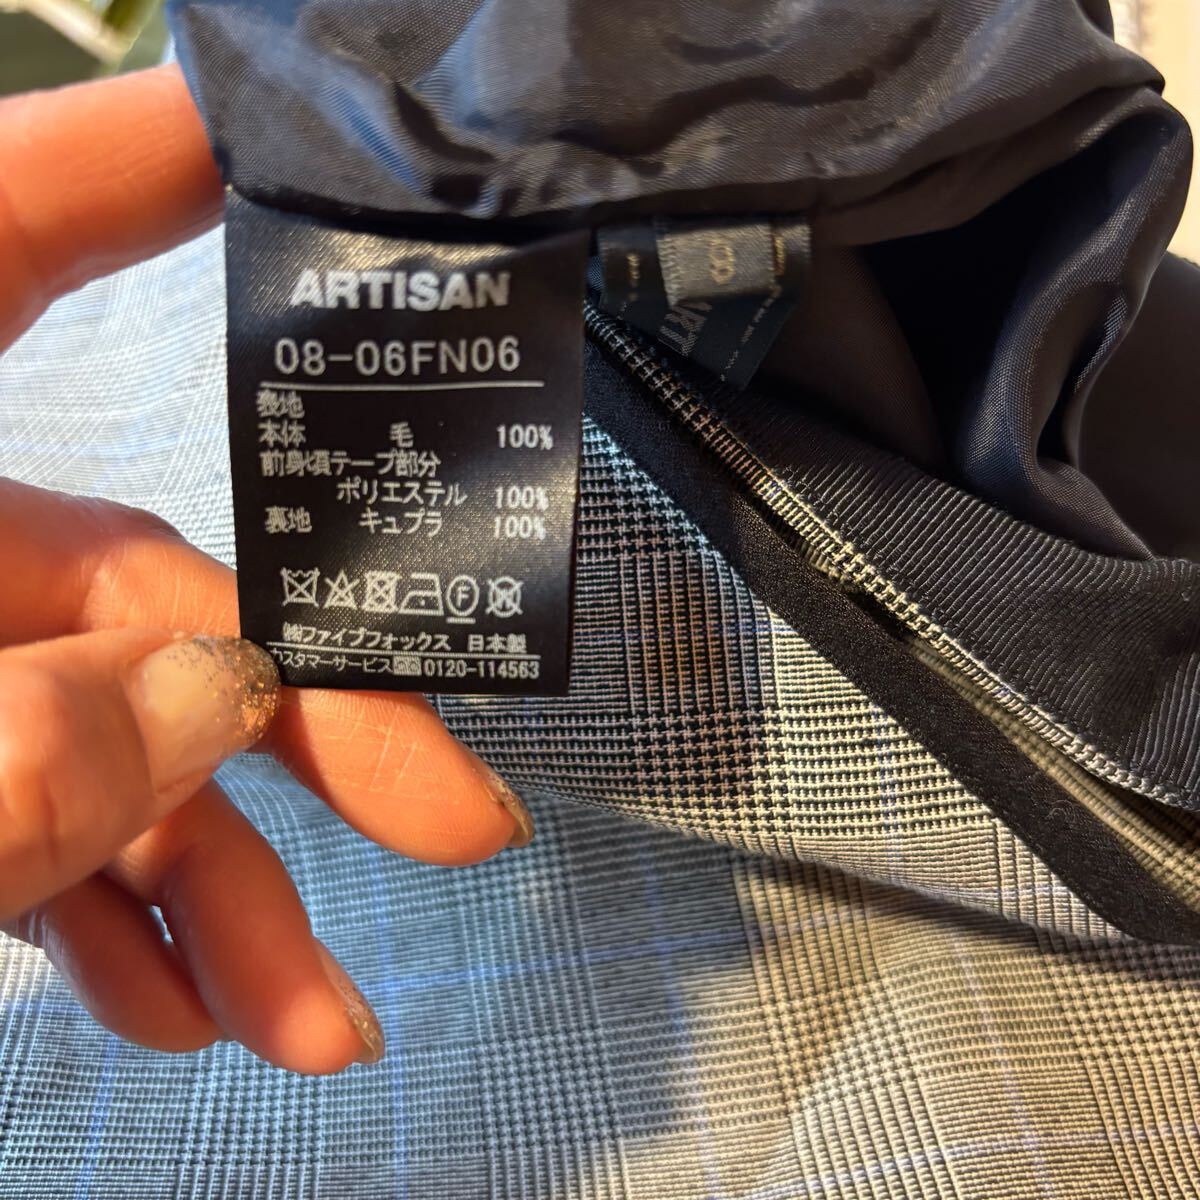 ARTISAN
08-06FN06
表地
本体 毛 100%
前身頃テープ部分
ポリエステル 100%
裏地 キュプラ 100%
F
W
㈱ファイブフォックス 日本製
カスタマーサービス 0120-114563